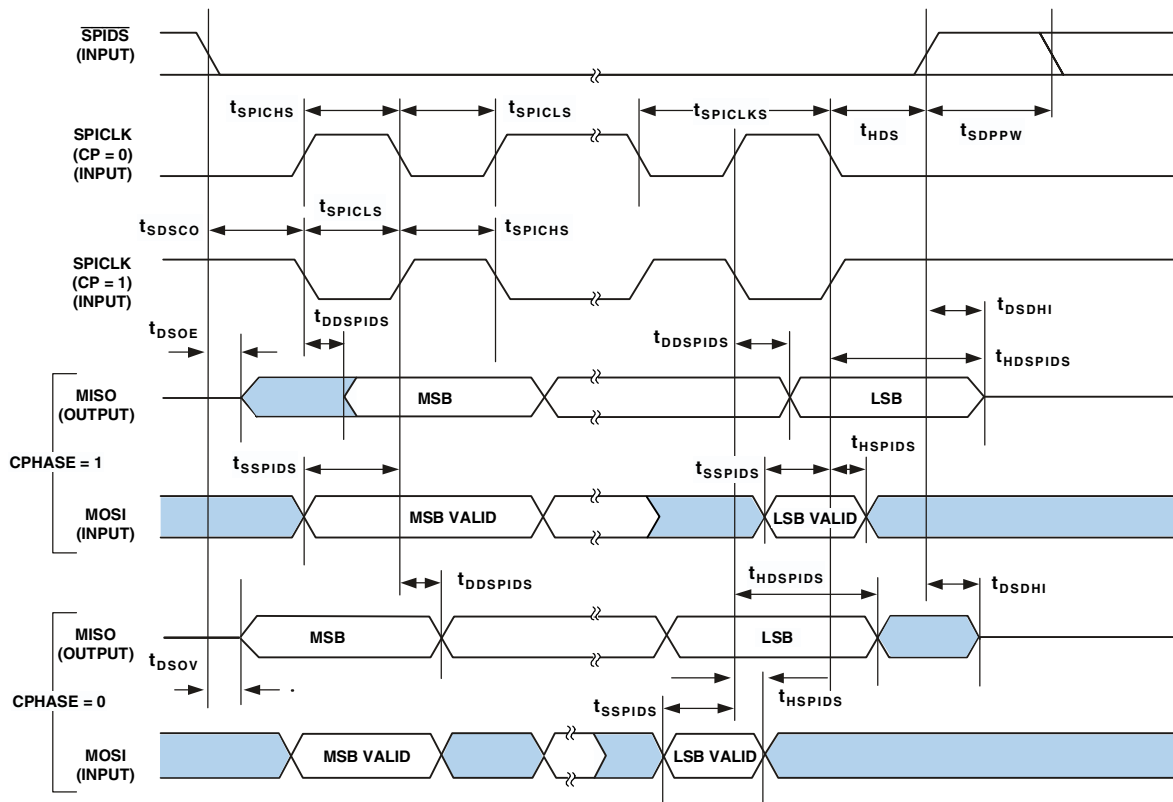 SPIDS
(INPUT)
tSPICHS
tSPICLS
tSPICLKS
tHDS
tSDPPW
SPICLK
(CP = 0)
(INPUT)
tSDSCO
tSPICLS
tSPICHS
SPICLK
(CP = 1)
(INPUT)
tDSOE
tDDSPIDS
tDDSPIDS
tDSDHI
tHDSPIDS
MISO
(OUTPUT)
MSB
LSB
CPHASE = 1
tSSPIDS
tSSPIDS
tHSPIDS
MOSI
(INPUT)
MSB VALID
LSB VALID
tDDSPIDS
tHDSPIDS
tDSDHI
MISO
(OUTPUT)
MSB
LSB
tDSOV
CPHASE = 0
tSSPIDS
tHSPIDS
MOSI
(INPUT)
MSB VALID
LSB VALID